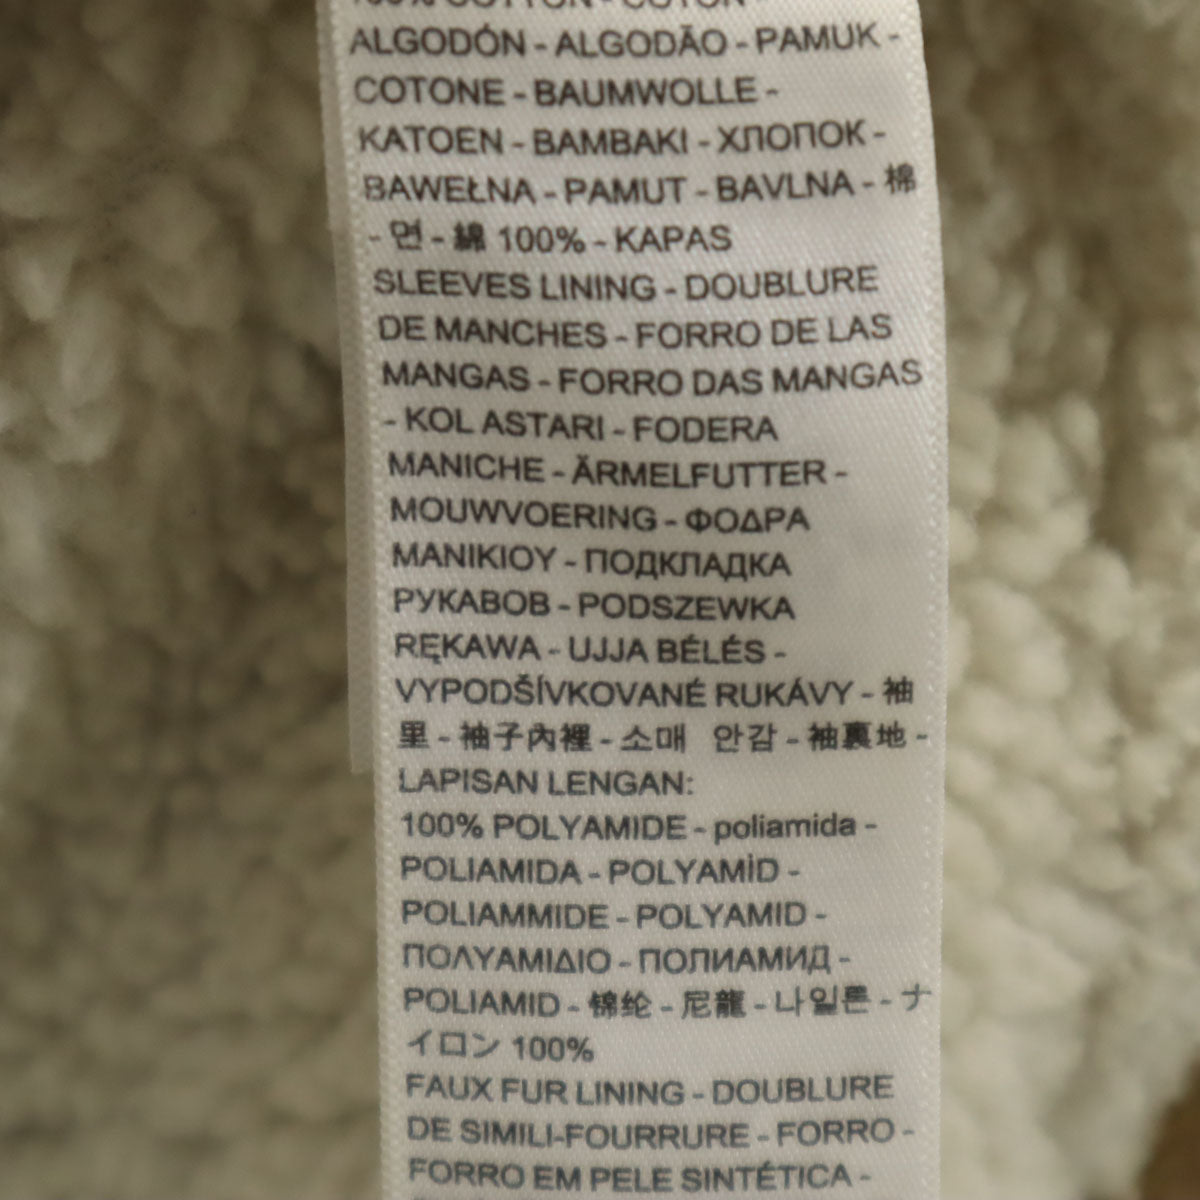 100% COTTON - COTON -
ALGODÓN - ALGODÃO - PAMUK -
COTONE - BAUMWOLLE -
KATOEN - BAMBAKI - ХЛОПОК -
BAWEŁNA - PAMUT - BAVLNA - 棉
- 면 - 綿 100% - KAPAS
SLEEVES LINING - DOUBLURE
DE MANCHES - FORRO DE LAS
MANGAS - FORRO DAS MANGAS
- KOL ASTARI - FODERA
MANICHE - ÄRMELFUTTER -
MOUWVOERING - ΦΟΔΡΑ
ΜΑΝΙΚΙΟΥ - ПОДКЛАДКА
РУКАВОВ - PODSZEWKA
RĘKAWA - UJJA BÉLÉS -
VYPODŠÍVKOVANÉ RUKÁVY - 袖
里 - 袖子內裡 - 소매 안감 - 袖裏地 -
LAPISAN LENGAN:
100% POLYAMIDE - poliamida -
POLIAMIDA - POLYAMİD -
POLIAMMIDE - POLYAMID -
ΠΟΛΥΑΜΙΔΙΟ - ПОЛИАМИД -
POLIAMID - 锦纶 - 尼龍 - 나일론 - ナ
イロン 100%
FAUX FUR LINING - DOUBLURE
DE SIMILI-FOURRURE - FORRO -
FORRO EM PELE SINTÉTICA -